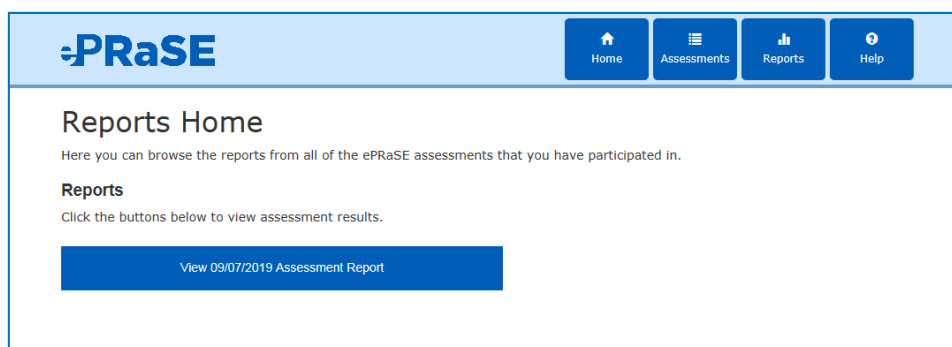 ePRaSE
Home Assessments Reports Help
Reports Home
Here you can browse the reports from all of the ePRaSE assessments that you have participated in.
Reports
Click the buttons below to view assessment results.
View 09/07/2019 Assessment Report